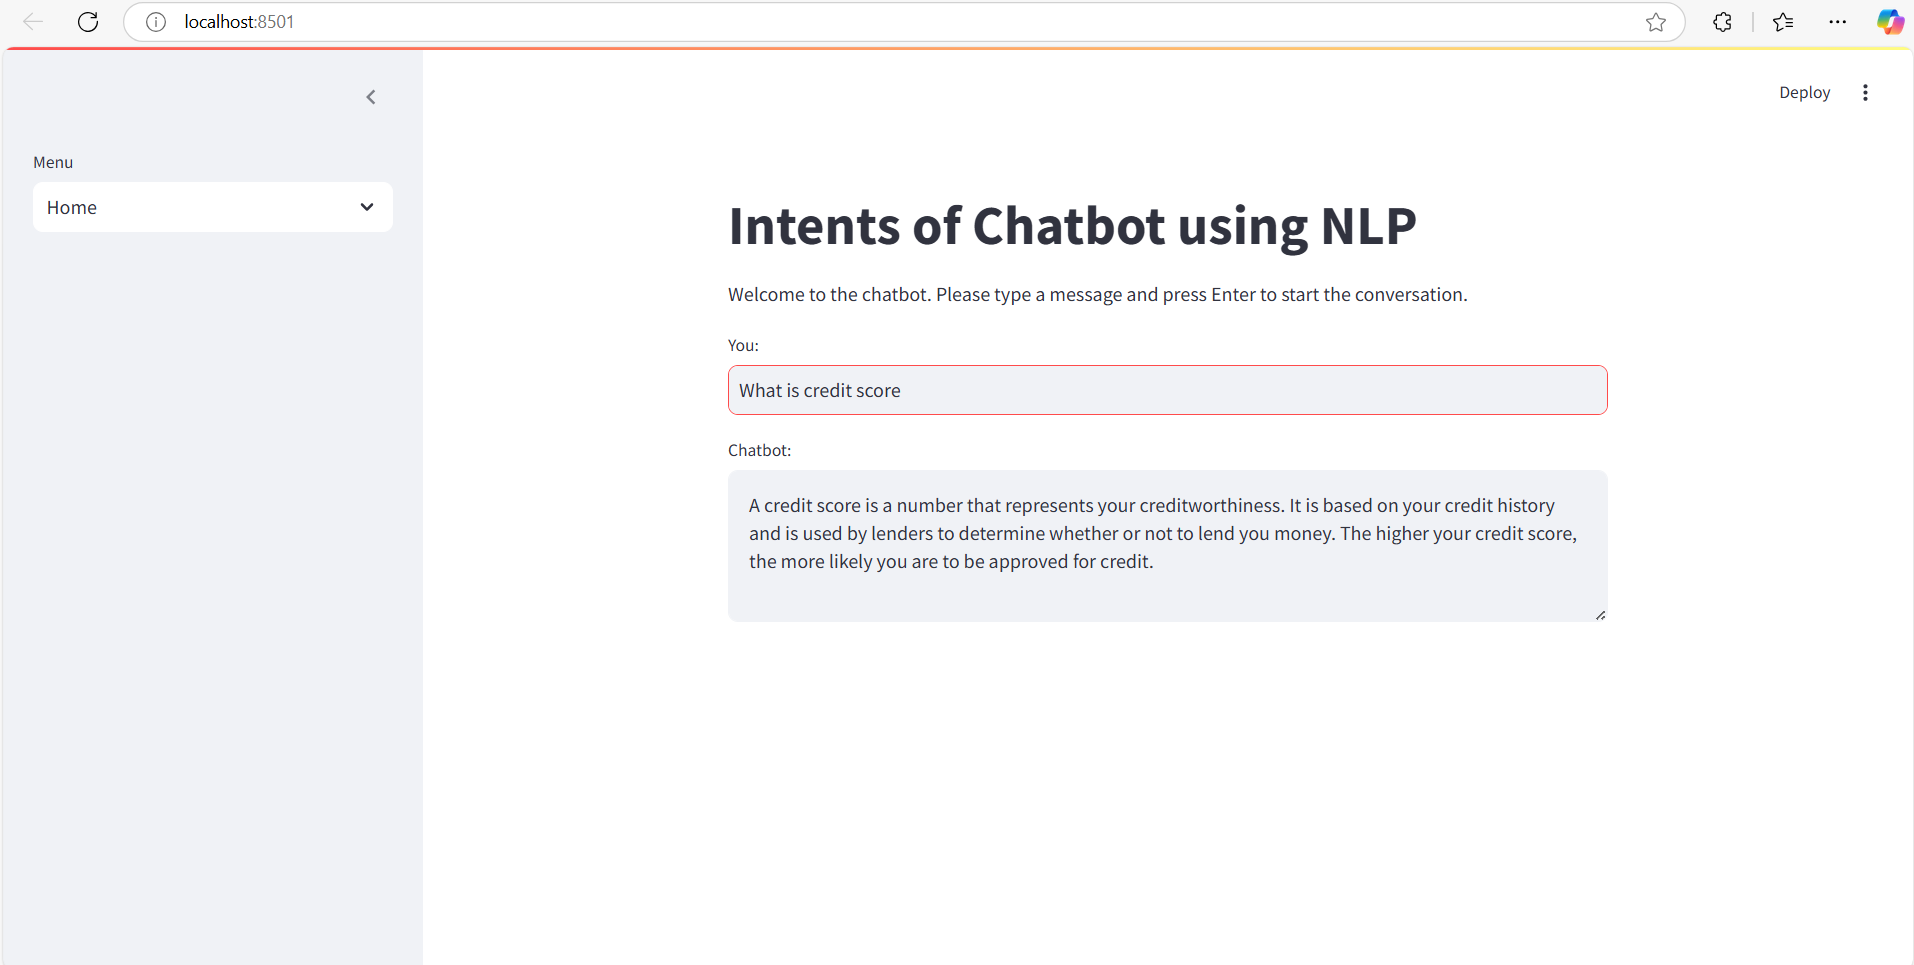 localhost:8501
Deploy
Menu
Home
Intents of Chatbot using NLP
Welcome to the chatbot. Please type a message and press Enter to start the conversation.
You:
What is credit score
Chatbot:
A credit score is a number that represents your creditworthiness. It is based on your credit history
and is used by lenders to determine whether or not to lend you money. The higher your credit score,
the more likely you are to be approved for credit.